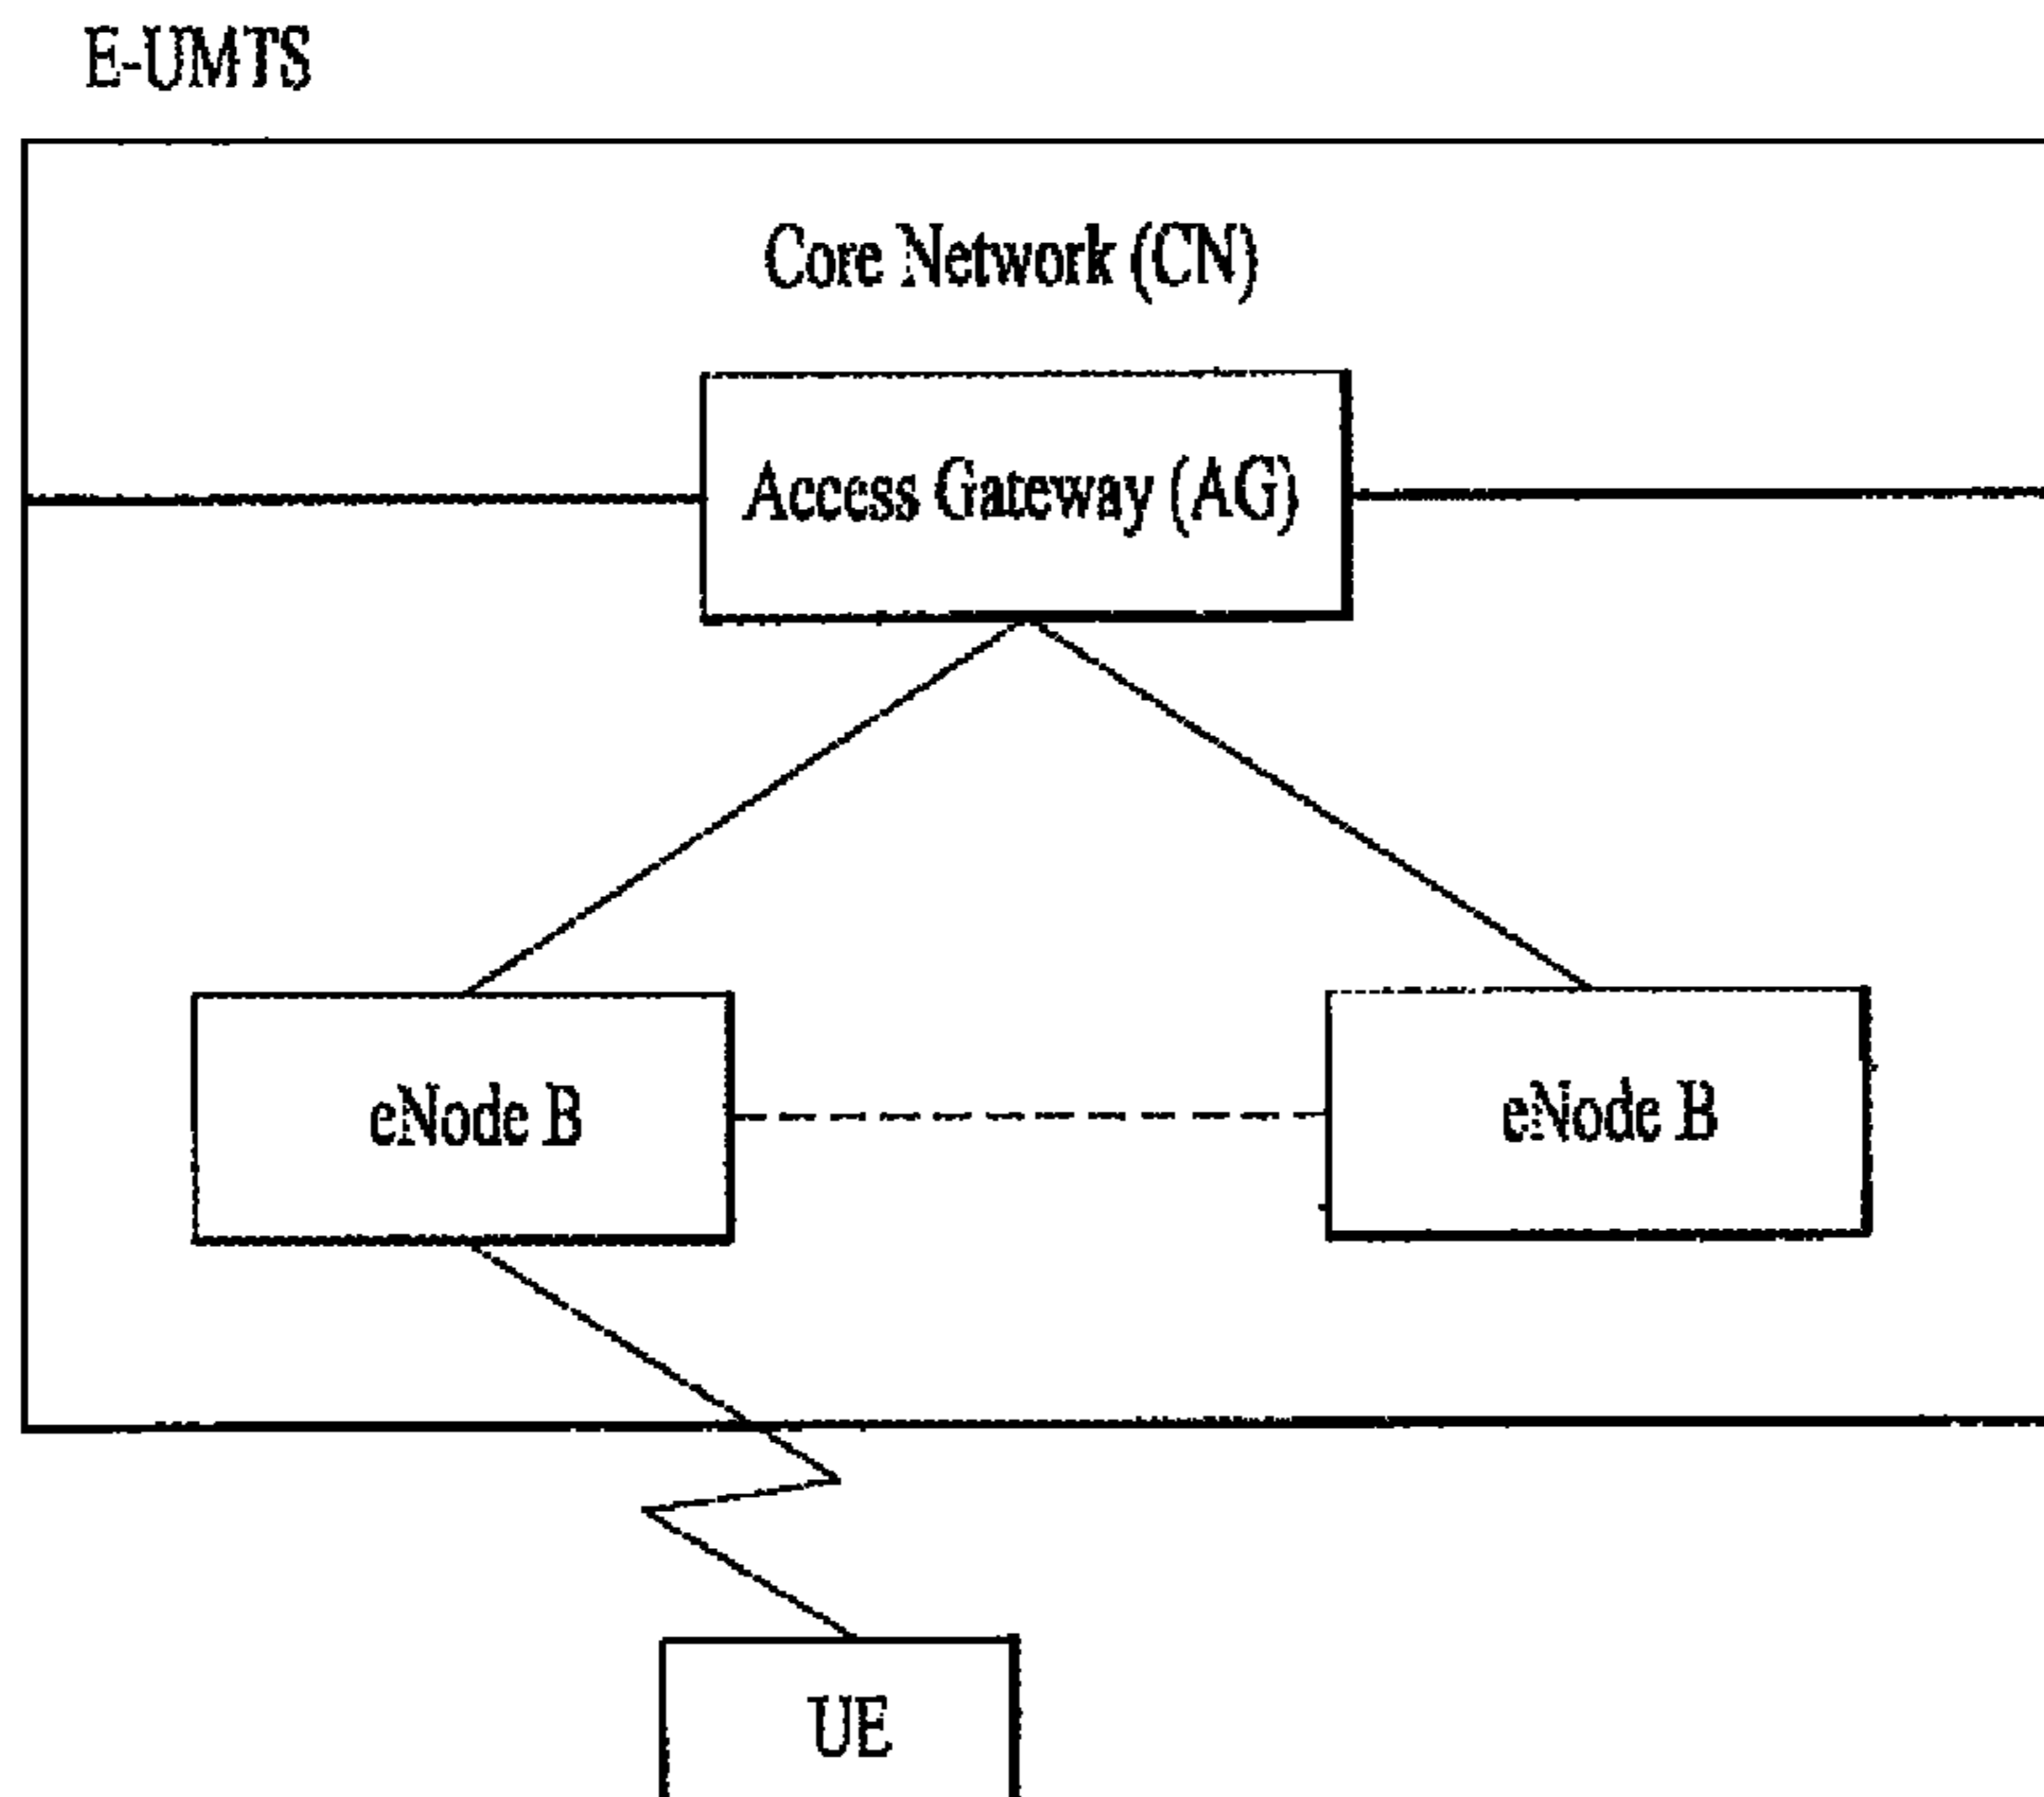 E-UMTS
Core Network (CN)
Access Gateway (AG)
eNode B
eNode B
UE